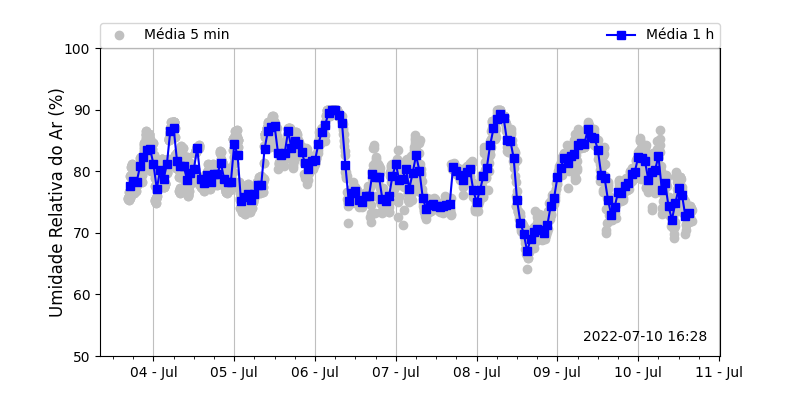 Média 5 min
Média 1 h
Umidade Relativa do Ar (%)
100
90
80
70
60
50
2022-07-10 16:28
04 - Jul
05 - Jul
06 - Jul
07 - Jul
08 - Jul
09 - Jul
10 - Jul
11 - Jul